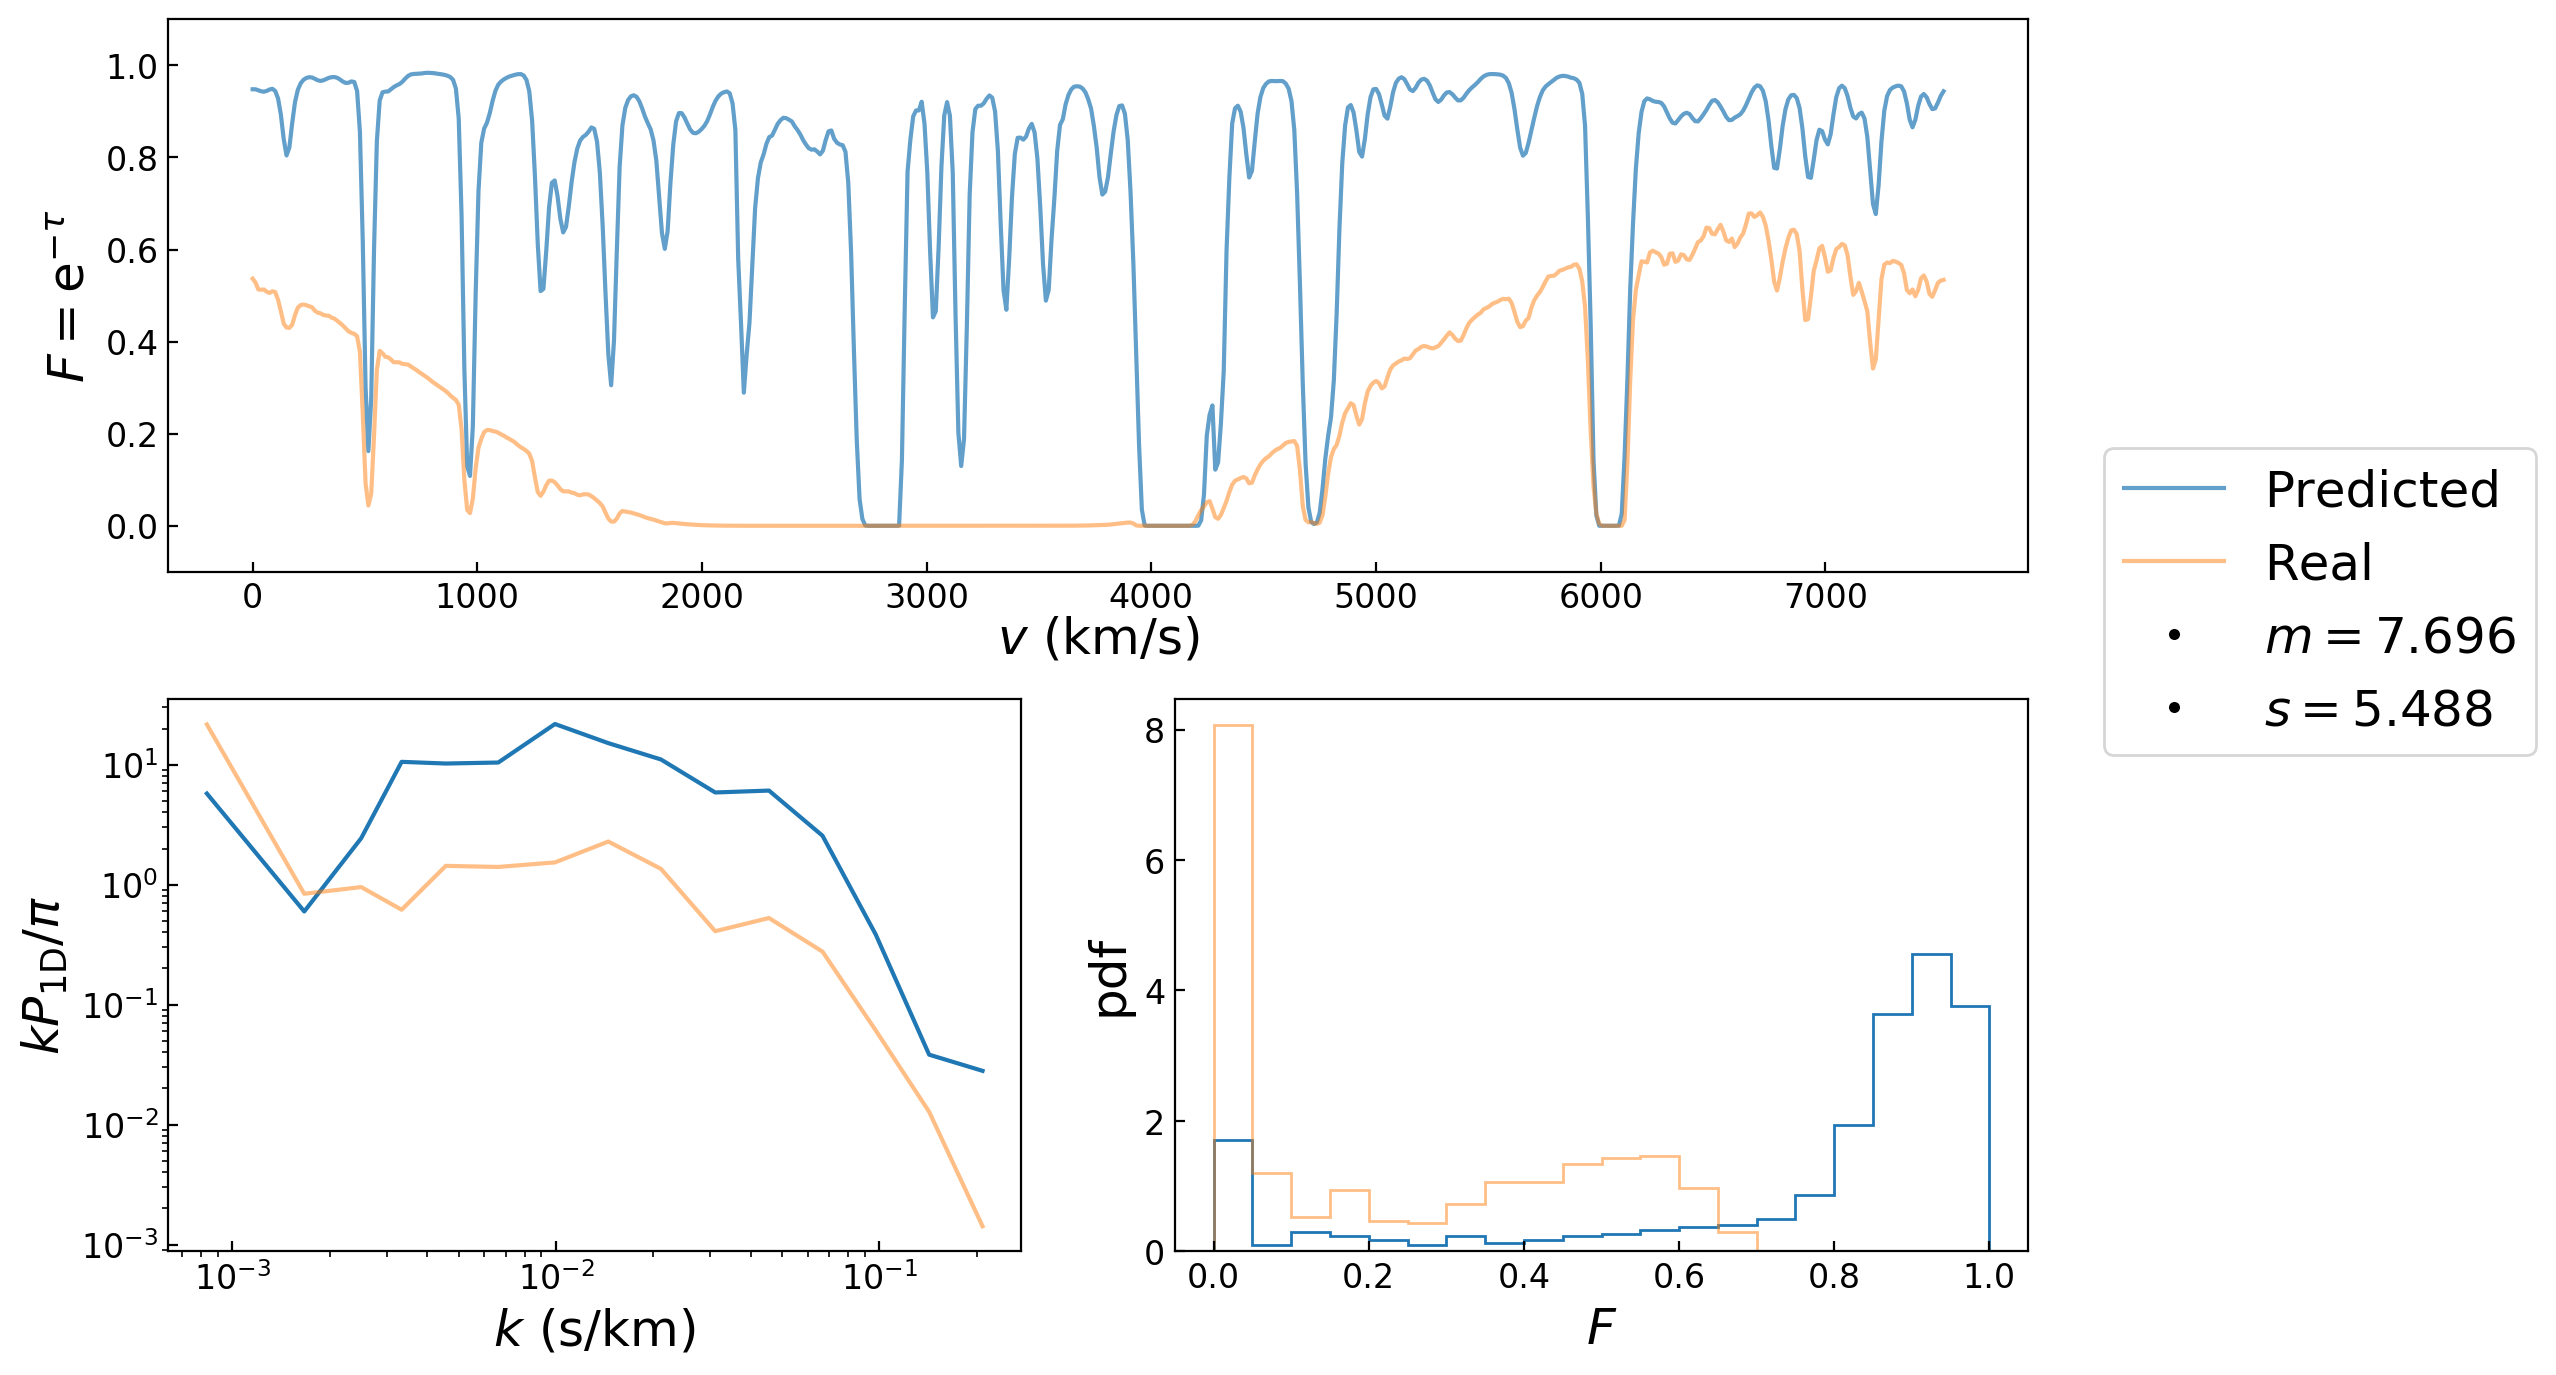 F = e^{−τ}
1.0
0.8
0.6
0.4
0.2
0.0
0 1000 2000 3000 4000 5000 6000 7000
v (km/s)
Predicted
Real
m = 7.696
s = 5.488
kP_{1D}/π
10^1
10^0
10^{−1}
10^{−2}
10^{−3}
10^{−3} 10^{−2} 10^{−1}
k (s/km)
pdf
8
6
4
2
0
0.0 0.2 0.4 0.6 0.8 1.0
F